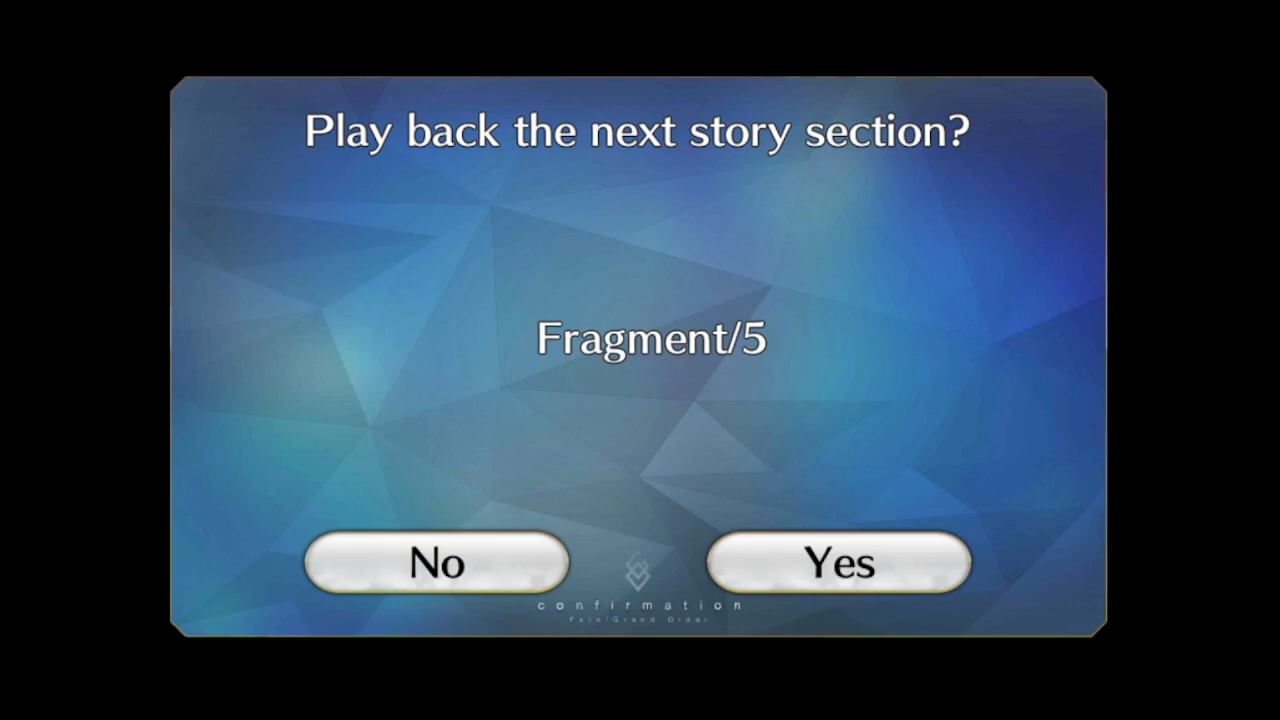 Play back the next story section?
Fragment/5
No
Yes
confirmation
Fate/Grand Order